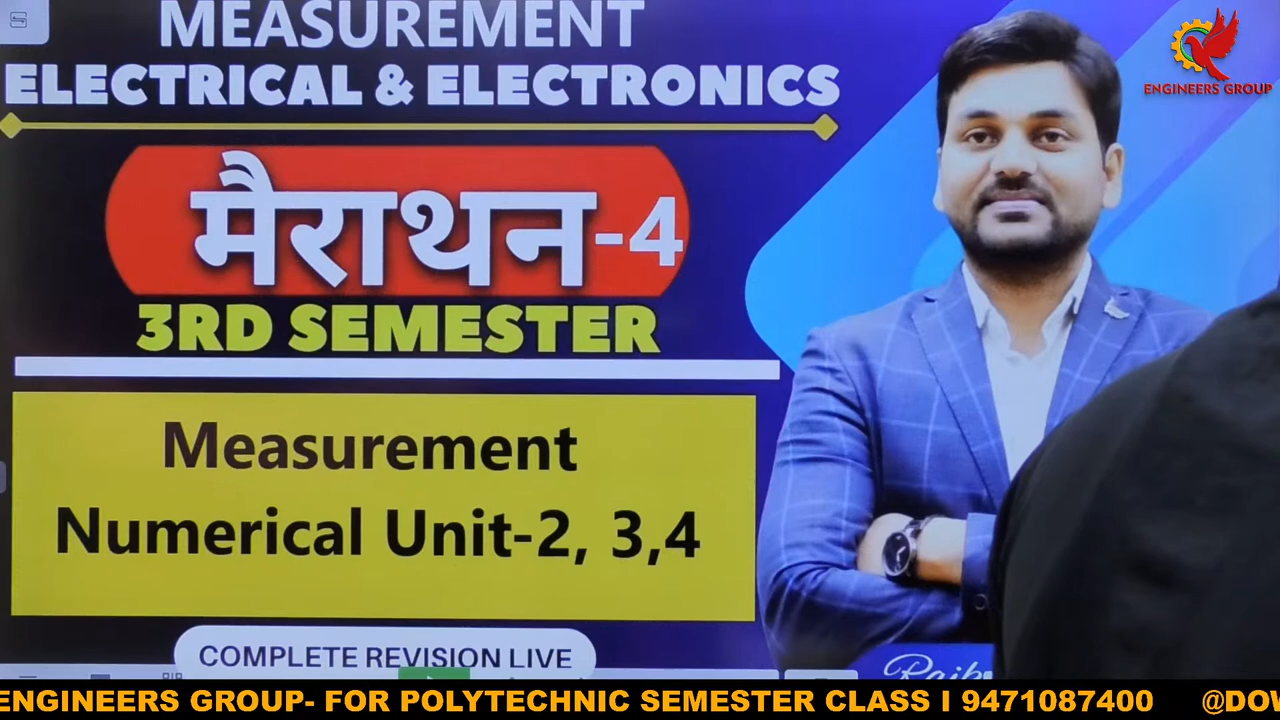 MEASUREMENT
ELECTRICAL & ELECTRONICS
ENGINEERS GROUP
मैराथन-4
3RD SEMESTER
Measurement
Numerical Unit-2, 3,4
COMPLETE REVISION LIVE
ENGINEERS GROUP- FOR POLYTECHNIC SEMESTER CLASS I 9471087400